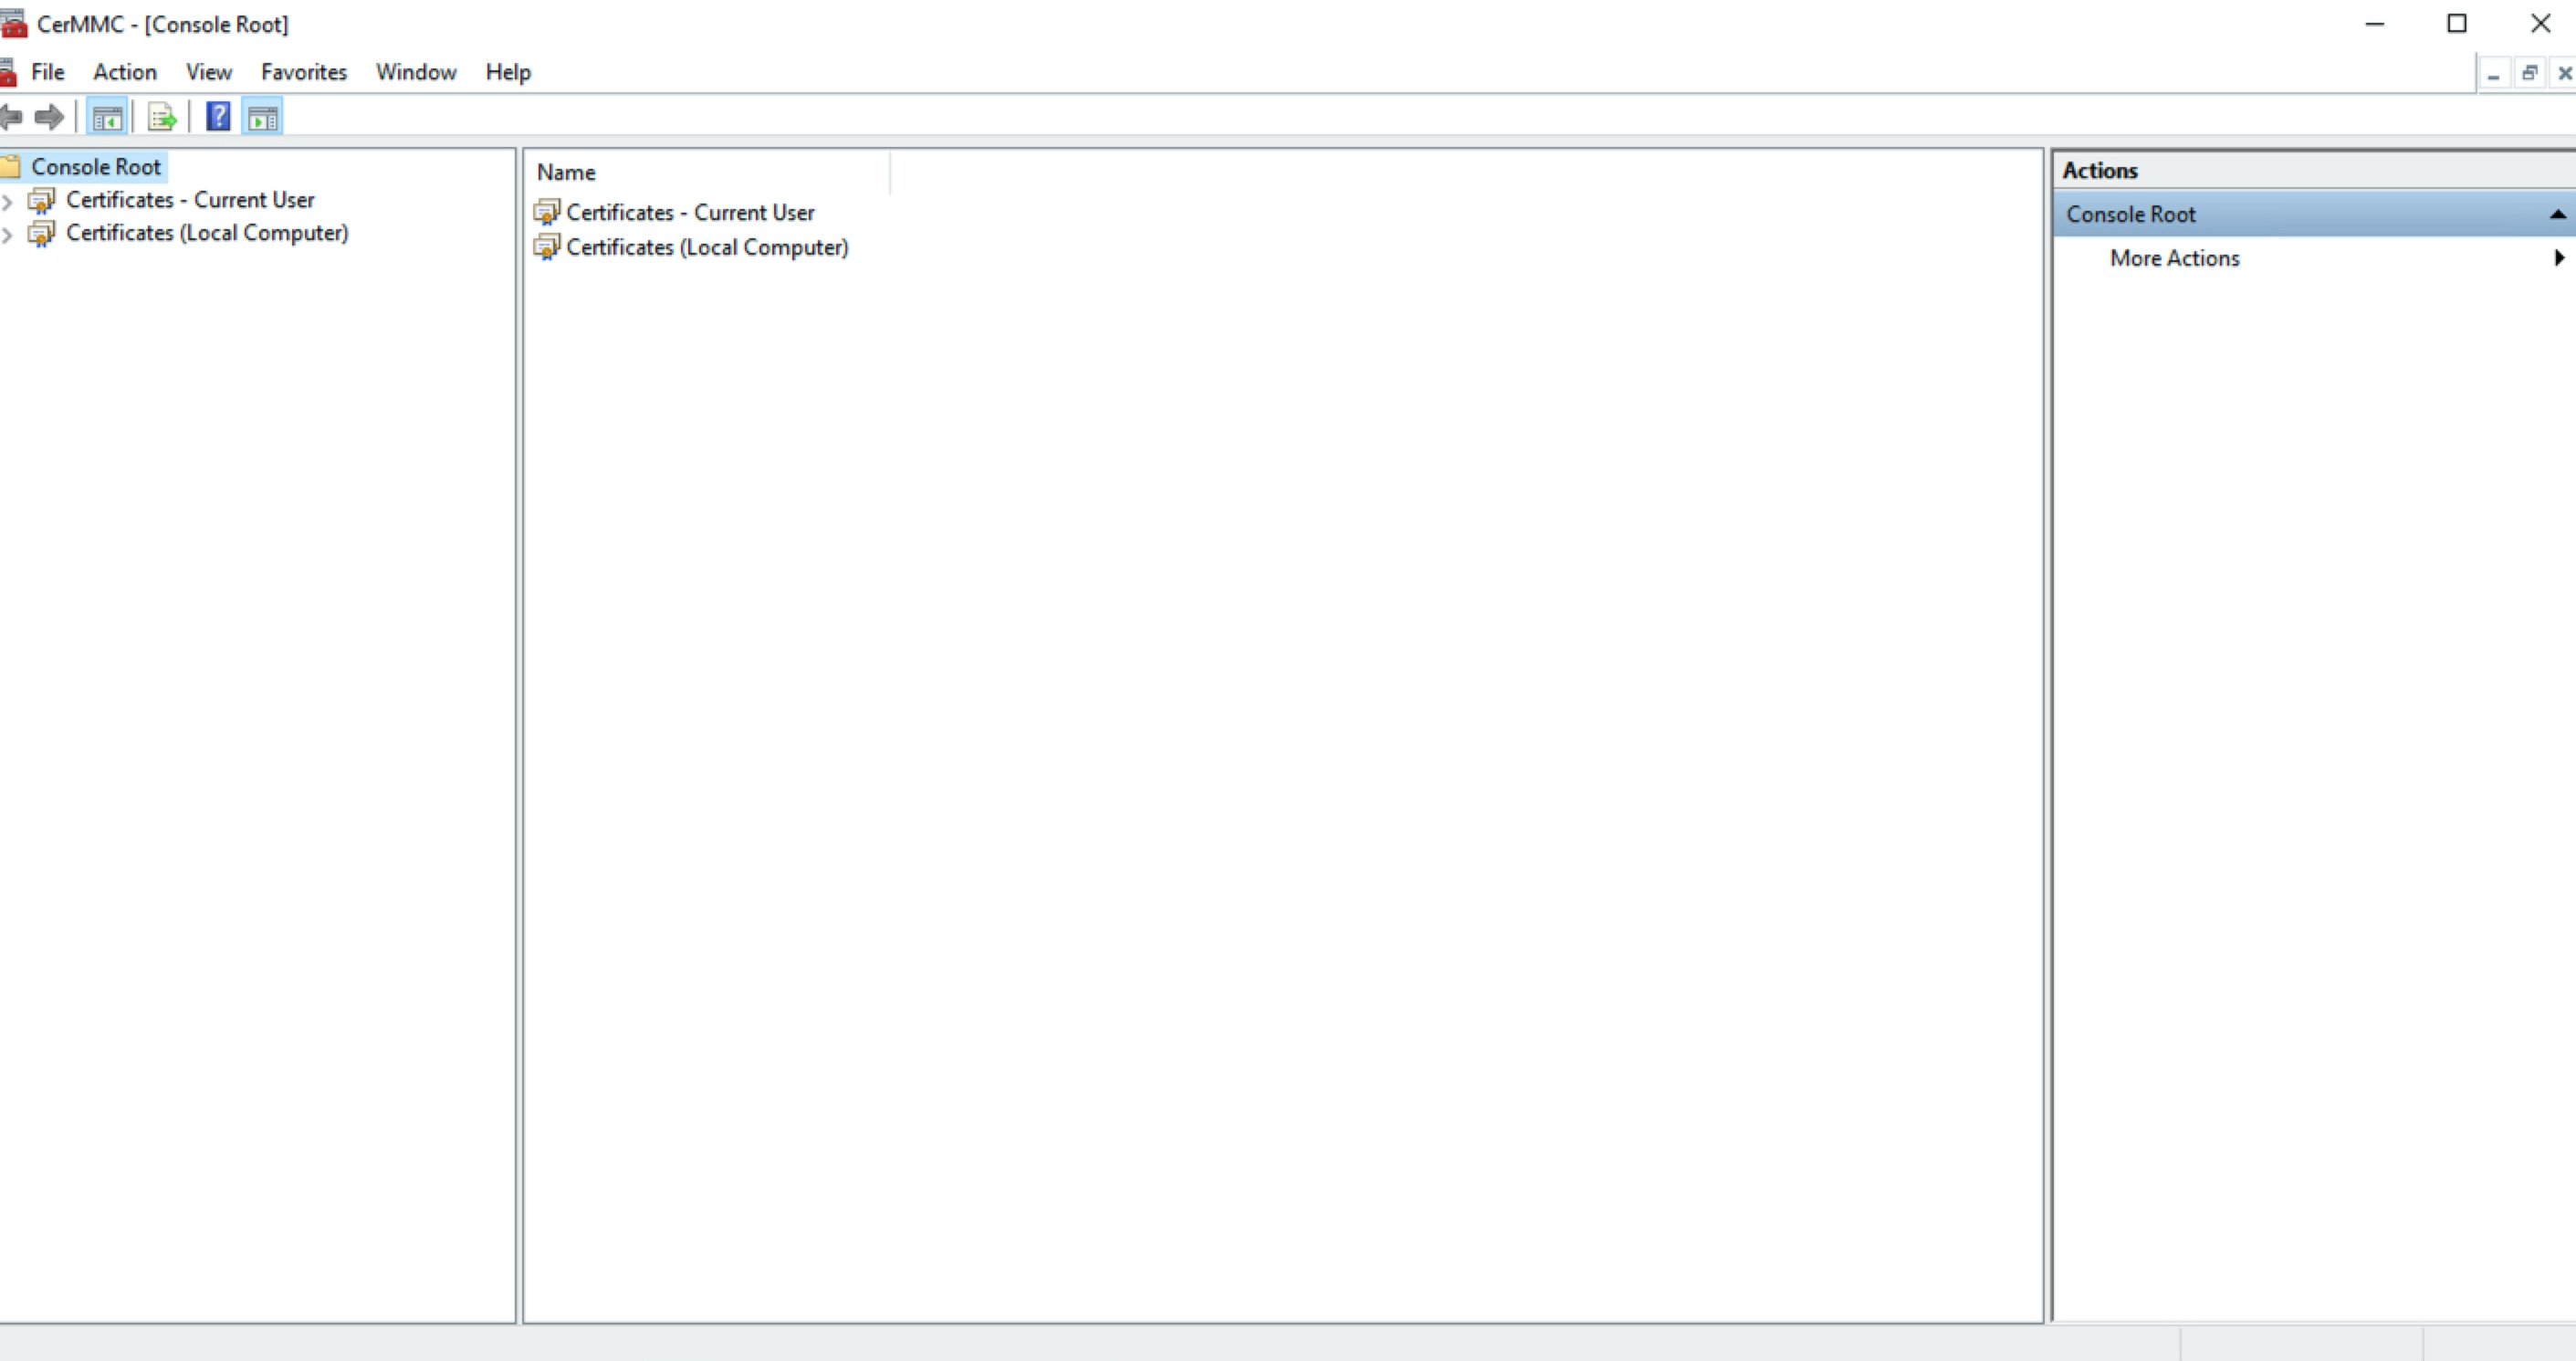 CerMMC - [Console Root]
File Action View Favorites Window Help
?
Console Root
Certificates - Current User
Certificates (Local Computer)
Name
Certificates - Current User
Certificates (Local Computer)
Actions
Console Root
More Actions